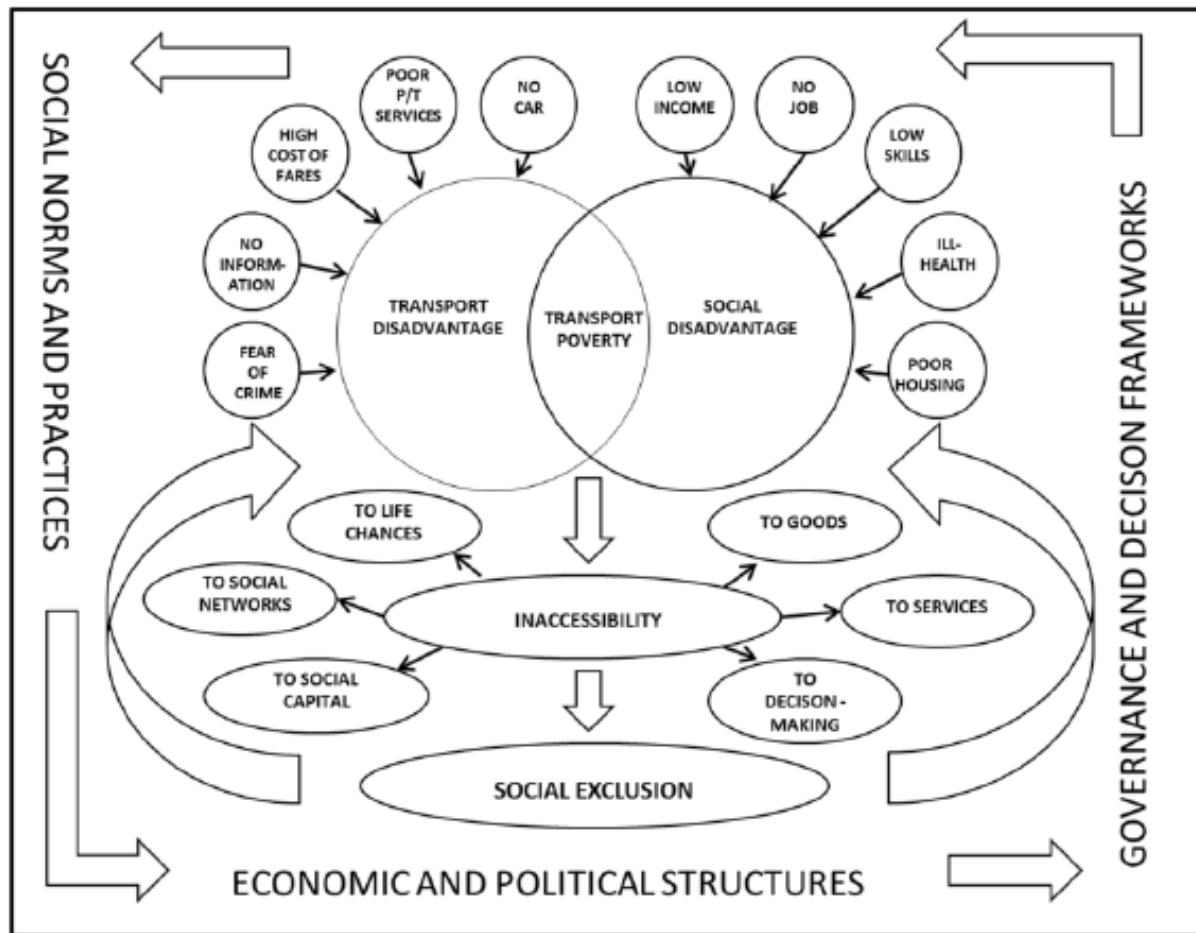 SOCIAL NORMS AND PRACTICES
POOR
P/T
SERVICES
NO
CAR
LOW
INCOME
NO
JOB
HIGH
COST OF
FARES
LOW
SKILLS
NO
INFORM-
ATION
ILL-
HEALTH
FEAR
OF
CRIME
POOR
HOUSING
TRANSPORT
DISADVANTAGE
TRANSPORT
POVERTY
SOCIAL
DISADVANTAGE
TO LIFE
CHANCES
TO GOODS
TO SOCIAL
NETWORKS
INACCESSIBILITY
TO SERVICES
TO SOCIAL
CAPITAL
TO
DECISON -
MAKING
SOCIAL EXCLUSION
ECONOMIC AND POLITICAL STRUCTURES
GOVERNANCE AND DECISON FRAMEWORKS